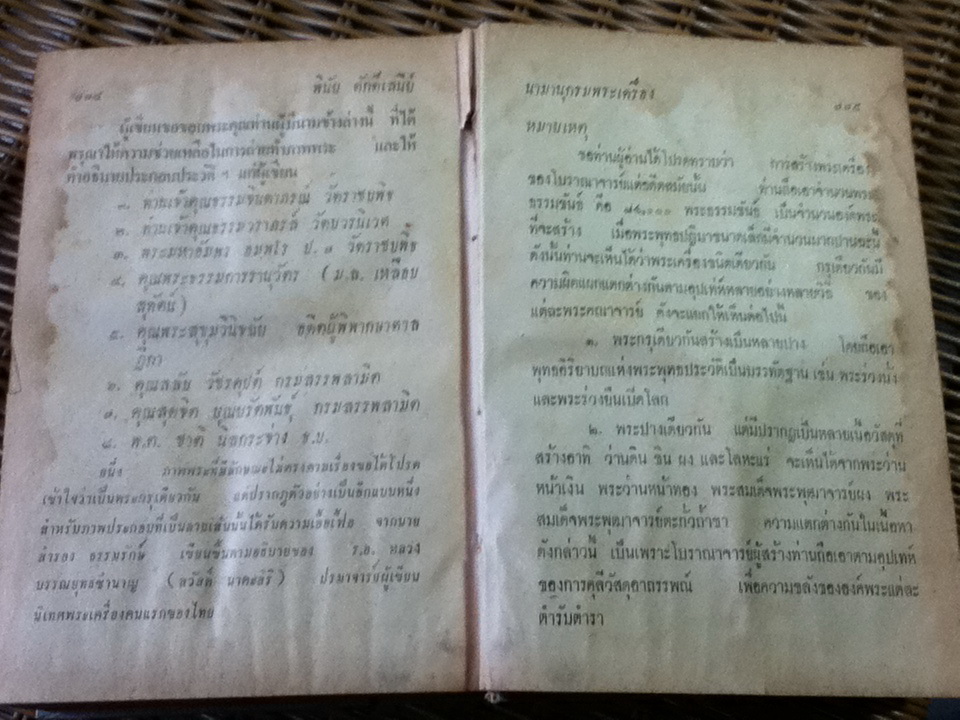 ๑๓๘
พินัย ศักดิ์เสนีย์
ผู้เขียนขอขอบพระคุณท่านผู้มีนามข้างล่างนี้ ที่ได้
กรุณาให้ความช่วยเหลือในการถ่ายทำภาพพระ และให้
คำอธิบายประกอบประวัติ ฯ แก่ผู้เขียน
๑. ท่านเจ้าคุณธรรมจินดาภรณ์ วัดราชบพิธ
๒. ท่านเจ้าคุณธรรมวราภรณ์ วัดบวรนิเวศ
๓. พระมหาอัมพร อมฺพโร ป. ๗ วัดราชบพิธ
๔. คุณพระธรรมการรานุวัตร (ม.ล. เหลือบ
สุทัศน์)
๕. คุณพระสุขุมวินิจฉัย อดีตผู้พิพากษาศาล
ฎีกา
๖. คุณสลับ วัชรคุปต์ กรมสรรพสามิต
๗. คุณสุดจิต บุณยรัตพันธุ์ กรมสรรพสามิต
๘. พ.ต. ชาติ นิลกระจ่าง ช.บ.
อนึ่ง ภาพพระที่มีลักษณะไม่ตรงตามเรื่องขอได้โปรด
เข้าใจว่าเป็นพระกรุเดียวกัน แต่ปรากฏตัวอย่างเป็นอีกแบบหนึ่ง
สำหรับภาพประกอบที่เป็นลายเส้นนั้นได้รับความเอื้อเฟื้อ จากนาย
สำรอง ธรรมรักษ์ เขียนขึ้นตามอธิบายของ ร.อ. หลวง
บรรณยุทธชำนาญ (สวัสดิ์ นาคะสิริ) ปรมาจารย์ผู้เขียน
นิเทศพระเครื่องคนแรกของไทย
นามานุกรมพระเครื่อง
๑๓๙
หมายเหตุ
ขอท่านผู้อ่านได้โปรดทราบว่า การสร้างพระเครื่อง
ของโบราณาจารย์แต่อดีตสมัยนั้น ท่านถือเอาจำนวนพระ
ธรรมขันธ์ คือ ๘๔,๐๐๐ พระธรรมขันธ์ เป็นจำนวนองค์พระ
ที่จะสร้าง เมื่อพระพุทธปฏิมาขนาดเล็กมีจำนวนมากปานฉะนี้
ดังนั้นท่านจะเห็นได้ว่าพระเครื่องชนิดเดียวกัน กรุเดียวกันมี
ความผิดแผกแตกต่างกันตามอุปเท่ห์หลายอย่างหลายวิธี ของ
แต่ละพระคณาจารย์ ดังจะแยกให้เห็นต่อไปนี้
๑. พระกรุเดียวกันสร้างเป็นหลายปาง โดยถือเอา
พุทธอิริยาบถแห่งพระพุทธประวัติเป็นบรรทัดฐาน เช่น พระร่วงนั่ง
และพระร่วงยืนเปิดโลก
๒. พระปางเดียวกัน แต่มีปรากฏเป็นหลายเนื้อวัสดุที่
สร้างอาทิ ว่านดิน ชิน ผง และโลหะแร่ จะเห็นได้จากพระว่าน
หน้าเงิน พระว่านหน้าทอง พระสมเด็จพระพุฒาจารย์ผง พระ
สมเด็จพระพุฒาจารย์ตะกั่วถ้ำชา ความแตกต่างกันในเนื้อหา
ดังกล่าวนี้ เป็นเพราะโบราณาจารย์ผู้สร้างท่านถือเอาตามอุปเท่ห์
ของการคุลีวัสดุอาถรรพณ์ เพื่อความขลังขององค์พระแต่ละ
ตำรับตำรา